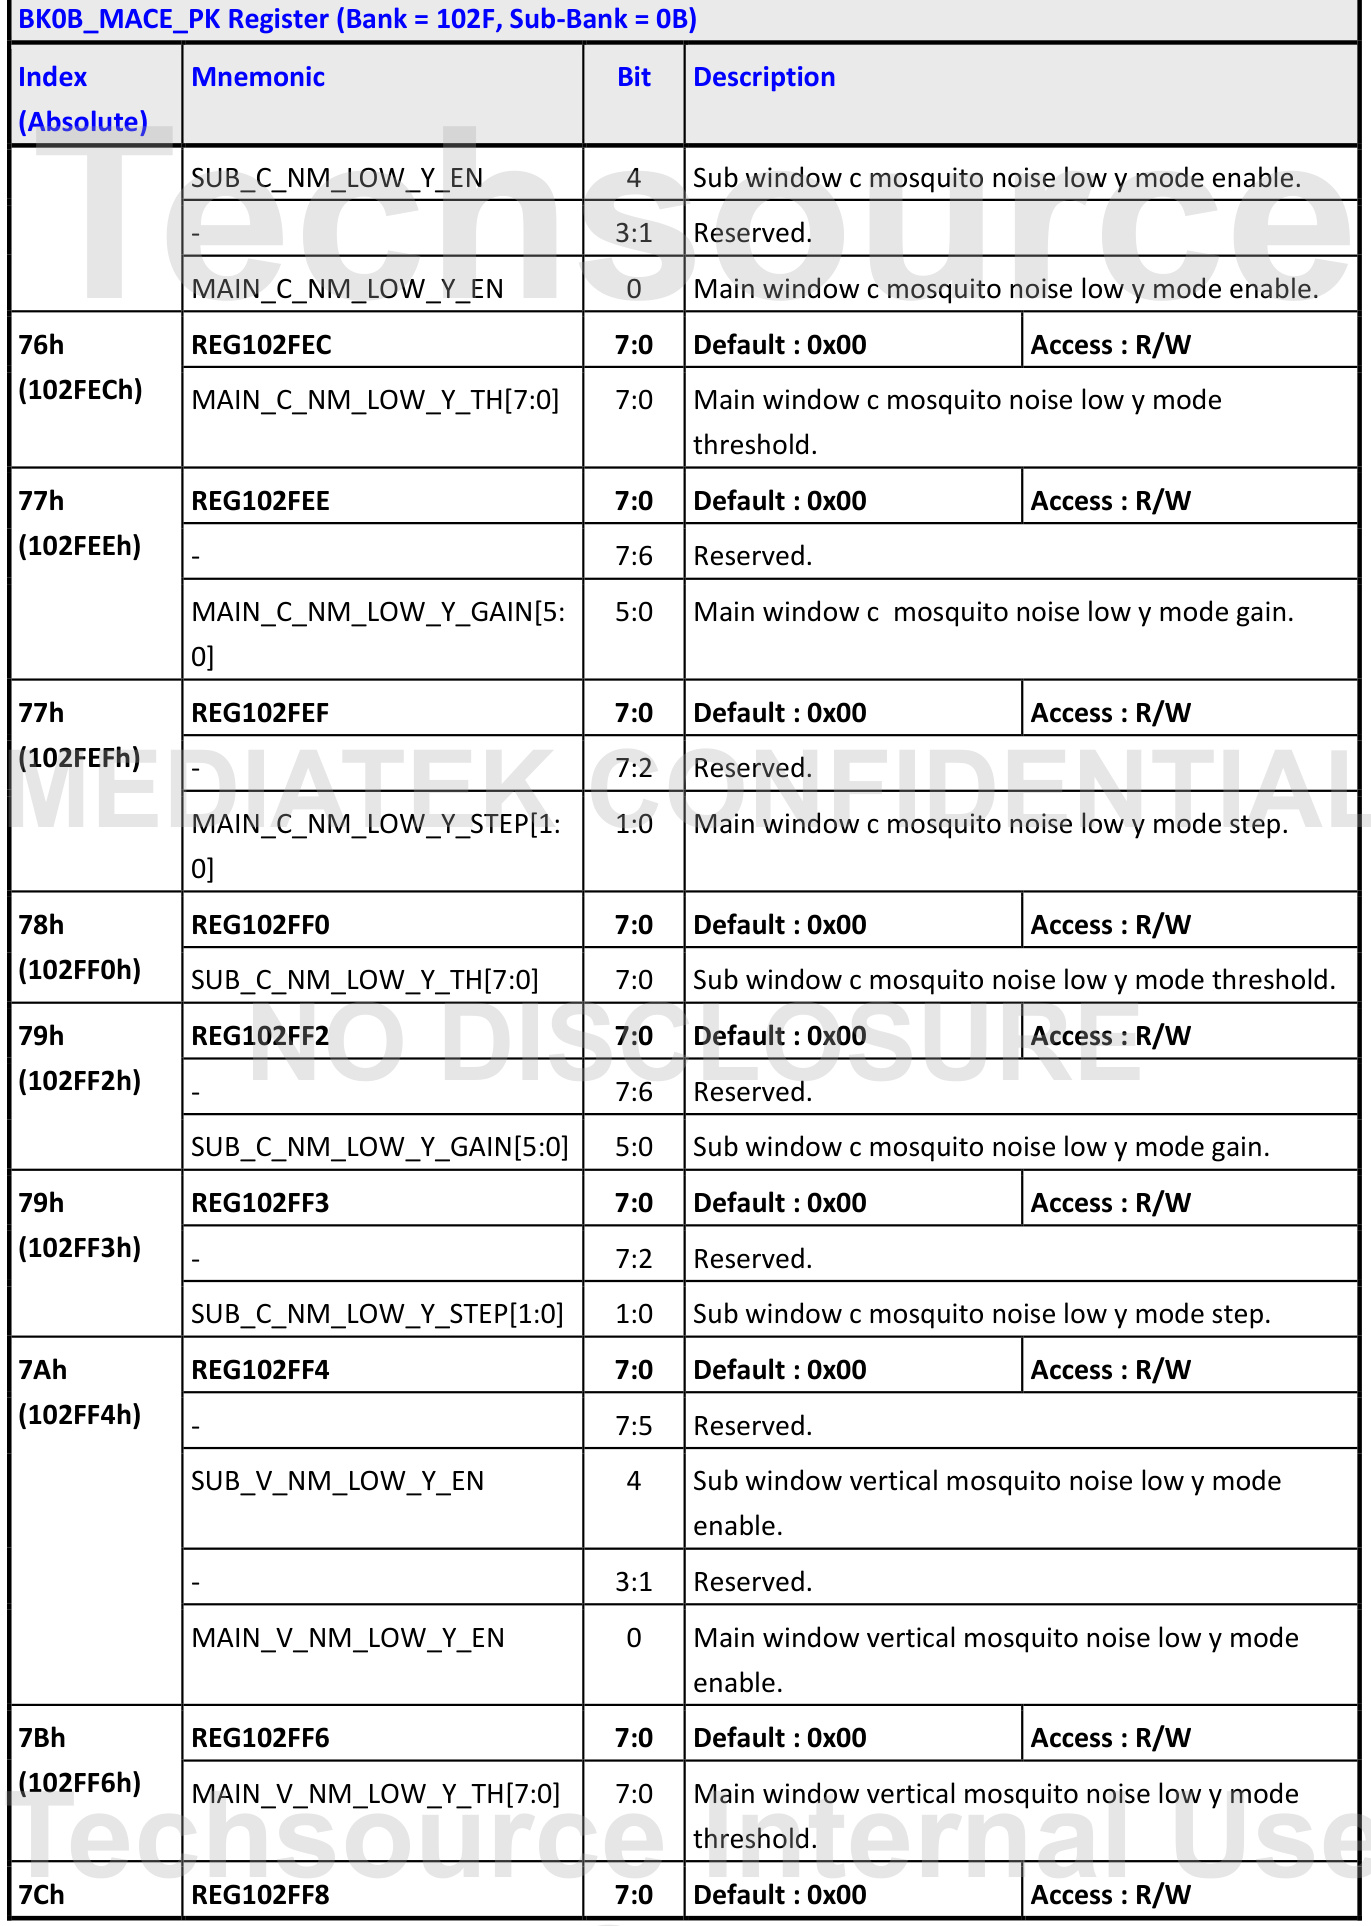 BK0B_MACE_PK Register (Bank = 102F, Sub-Bank = 0B)
Index Mnemonic Bit Description
(Absolute)
SUB_C_NM_LOW_Y_EN 4 Sub window c mosquito noise low y mode enable.
- 3:1 Reserved.
MAIN_C_NM_LOW_Y_EN 0 Main window c mosquito noise low y mode enable.
Techsource
76h REG102FEC 7:0 Default : 0x00 Access : R/W
(102FECh) MAIN_C_NM_LOW_Y_TH[7:0] 7:0 Main window c mosquito noise low y mode
threshold.
77h REG102FEE 7:0 Default : 0x00 Access : R/W
(102FEEh) - 7:6 Reserved.
MAIN_C_NM_LOW_Y_GAIN[5: 5:0 Main window c  mosquito noise low y mode gain.
0]
77h REG102FEF 7:0 Default : 0x00 Access : R/W
(102FEFh) - 7:2 Reserved.
MEDIATEK CONFIDENTIAL
MAIN_C_NM_LOW_Y_STEP[1: 1:0 Main window c mosquito noise low y mode step.
0]
78h REG102FF0 7:0 Default : 0x00 Access : R/W
(102FF0h) SUB_C_NM_LOW_Y_TH[7:0] 7:0 Sub window c mosquito noise low y mode threshold.
79h REG102FF2 7:0 Default : 0x00 Access : R/W
NO DISCLOSURE
(102FF2h) - 7:6 Reserved.
SUB_C_NM_LOW_Y_GAIN[5:0] 5:0 Sub window c mosquito noise low y mode gain.
79h REG102FF3 7:0 Default : 0x00 Access : R/W
(102FF3h) - 7:2 Reserved.
SUB_C_NM_LOW_Y_STEP[1:0] 1:0 Sub window c mosquito noise low y mode step.
7Ah REG102FF4 7:0 Default : 0x00 Access : R/W
(102FF4h) - 7:5 Reserved.
SUB_V_NM_LOW_Y_EN 4 Sub window vertical mosquito noise low y mode
enable.
- 3:1 Reserved.
MAIN_V_NM_LOW_Y_EN 0 Main window vertical mosquito noise low y mode
enable.
7Bh REG102FF6 7:0 Default : 0x00 Access : R/W
(102FF6h) MAIN_V_NM_LOW_Y_TH[7:0] 7:0 Main window vertical mosquito noise low y mode
threshold.
Techsource Internal Use
7Ch REG102FF8 7:0 Default : 0x00 Access : R/W